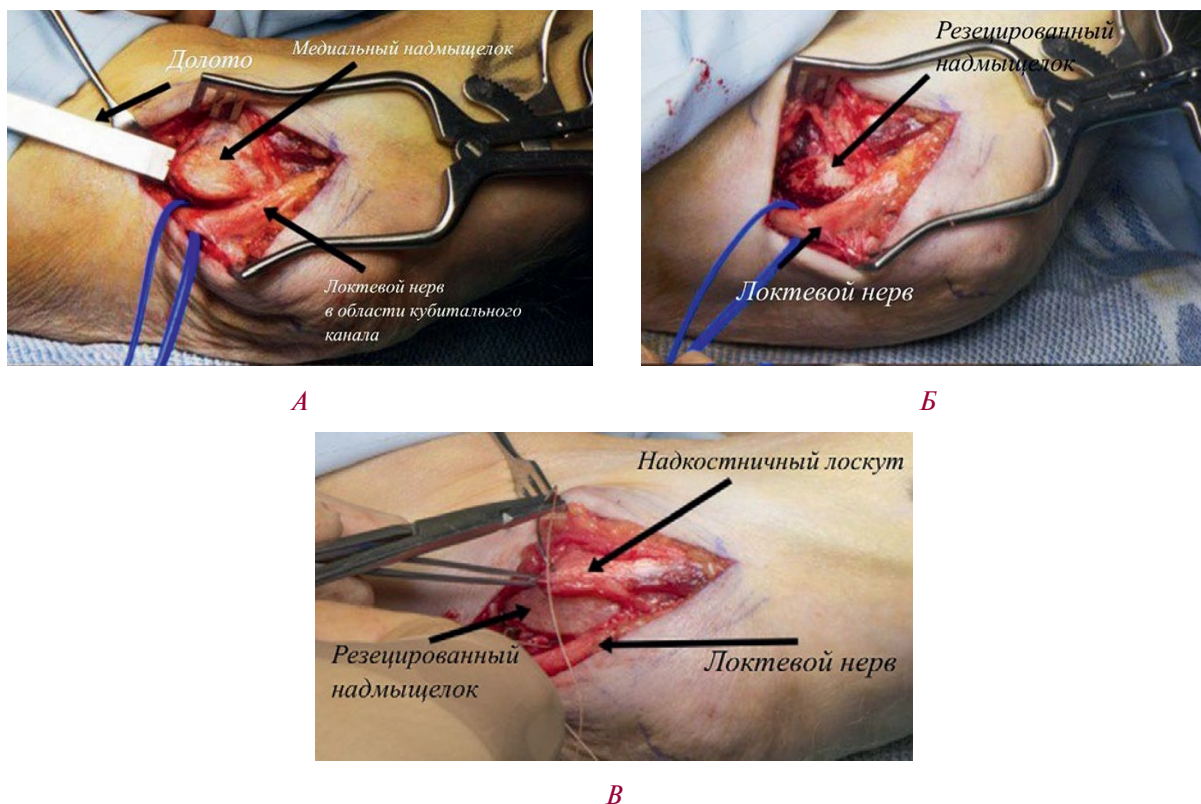 Долото
Медиальный надмыщелок
Локтевой нерв
в области кубитального
канала
А
Резецированный
надмыщелок
Локтевой нерв
Б
Надкостничный лоскут
Резецированный
надмыщелок
Локтевой нерв
В